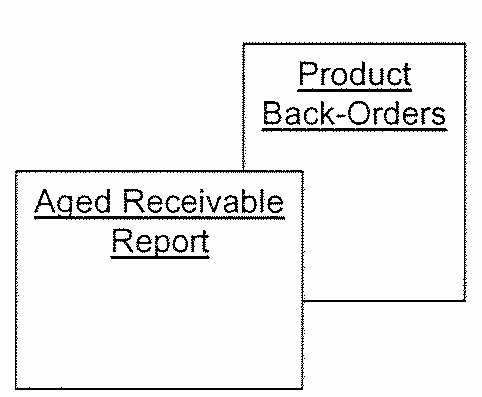 Product
Back-Orders
Aged Receivable
Report